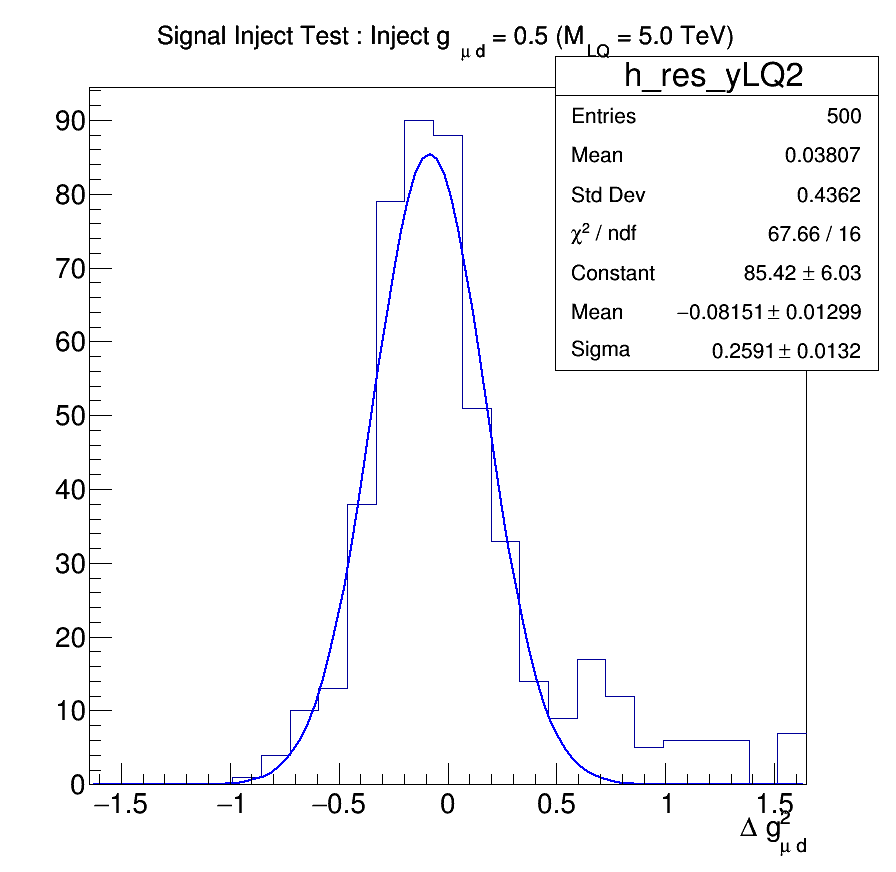 Signal Inject Test : Inject g μ d = 0.5 (M LQ = 5.0 TeV)
h_res_yLQ2
Entries 500
Mean 0.03807
Std Dev 0.4362
χ² / ndf 67.66 / 16
Constant 85.42 ± 6.03
Mean −0.08151 ± 0.01299
Sigma 0.2591 ± 0.0132
90
80
70
60
50
40
30
20
10
0
−1.5 −1 −0.5 0 0.5 1 1.5
Δ g²μ d